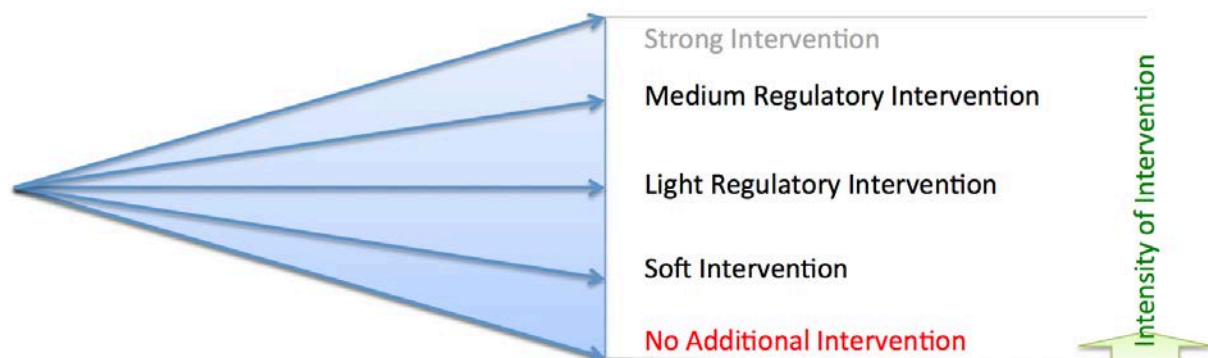 Strong Intervention
Medium Regulatory Intervention
Light Regulatory Intervention
Soft Intervention
No Additional Intervention
Intensity of Intervention